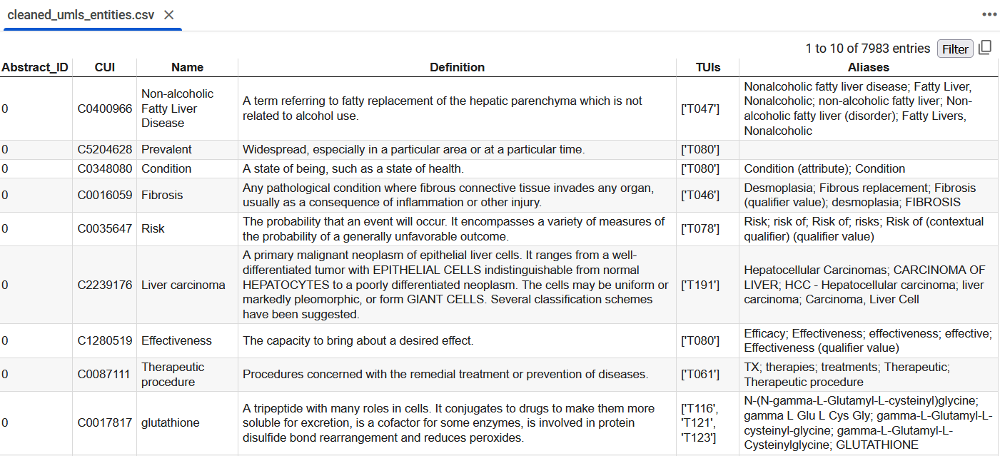 cleaned_umls_entities.csv
1 to 10 of 7983 entries Filter
Abstract_ID CUI Name Definition TUIs Aliases
0 C0400966 Non-alcoholic
Fatty Liver
Disease A term referring to fatty replacement of the hepatic parenchyma which is not
related to alcohol use. ['T047'] Nonalcoholic fatty liver disease; Fatty Liver,
Nonalcoholic; non-alcoholic fatty liver; Non-
alcoholic fatty liver (disorder); Fatty Livers,
Nonalcoholic
0 C5204628 Prevalent Widespread, especially in a particular area or at a particular time. ['T080']
0 C0348080 Condition A state of being, such as a state of health. ['T080'] Condition (attribute); Condition
0 C0016059 Fibrosis Any pathological condition where fibrous connective tissue invades any organ,
usually as a consequence of inflammation or other injury. ['T046'] Desmoplasia; Fibrous replacement; Fibrosis
(qualifier value); desmoplasia; FIBROSIS
0 C0035647 Risk The probability that an event will occur. It encompasses a variety of measures of
the probability of a generally unfavorable outcome. ['T078'] Risk; risk of; Risk of; risks; Risk of (contextual
qualifier) (qualifier value)
0 C2239176 Liver carcinoma A primary malignant neoplasm of epithelial liver cells. It ranges from a well-
differentiated tumor with EPITHELIAL CELLS indistinguishable from normal
HEPATOCYTES to a poorly differentiated neoplasm. The cells may be uniform or
markedly pleomorphic, or form GIANT CELLS. Several classification schemes
have been suggested. ['T191'] Hepatocellular Carcinomas; CARCINOMA OF
LIVER; HCC - Hepatocellular carcinoma; liver
carcinoma; Carcinoma, Liver Cell
0 C1280519 Effectiveness The capacity to bring about a desired effect. ['T080'] Efficacy; Effectiveness; effectiveness; effective;
Effectiveness (qualifier value)
0 C0087111 Therapeutic
procedure Procedures concerned with the remedial treatment or prevention of diseases. ['T061'] TX; therapies; treatments; Therapeutic;
Therapeutic procedure
0 C0017817 glutathione A tripeptide with many roles in cells. It conjugates to drugs to make them more
soluble for excretion, is a cofactor for some enzymes, is involved in protein
disulfide bond rearrangement and reduces peroxides. ['T116',
'T121',
'T123'] N-(N-gamma-L-Glutamyl-L-cysteinyl)glycine;
gamma L Glu L Cys Gly; gamma-L-Glutamyl-L-
cysteinyl-glycine; gamma-L-Glutamyl-L-
Cysteinylglycine; GLUTATHIONE